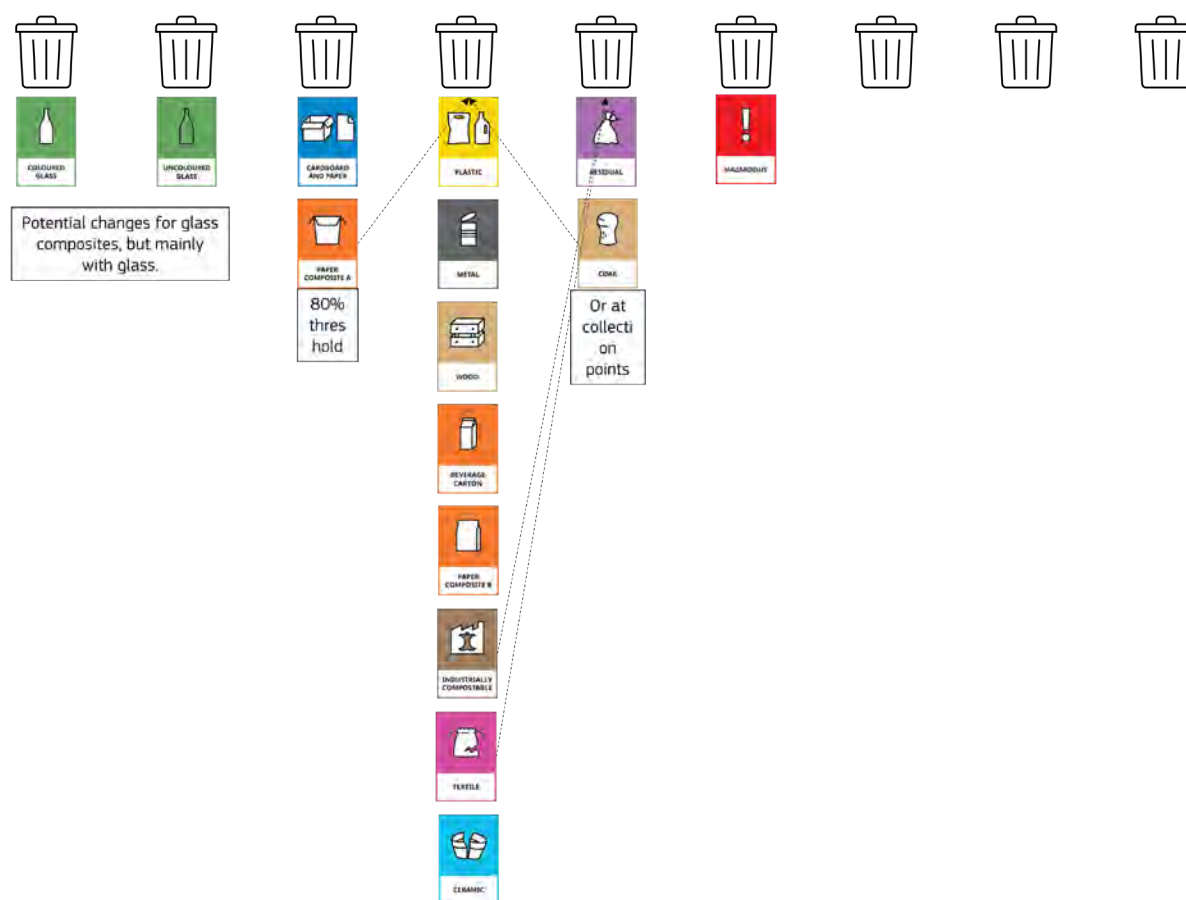 COLOURED
GLASS
UNCOLOURED
GLASS
CARDBOARD
AND PAPER
PLASTIC
RESIDUAL
HAZARDOUS
Potential changes for glass
composites, but mainly
with glass.
PAPER
COMPOSITE A
80%
thres
hold
METAL
CORK
Or at
collecti
on
points
WOOD
BEVERAGE
CARTON
PAPER
COMPOSITE B
INDUSTRIALLY
COMPOSTABLE
TEXTILE
CERAMIC